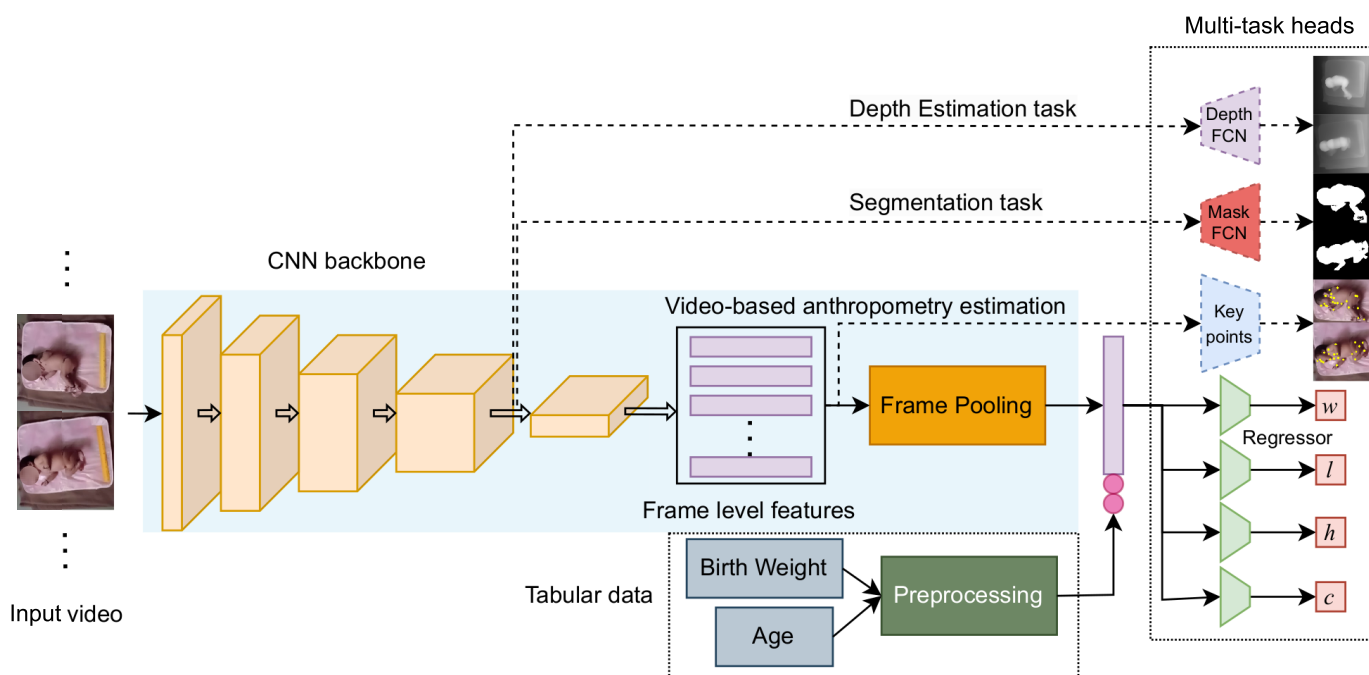 Multi-task heads
Depth Estimation task
Depth
FCN
Segmentation task
Mask
FCN
CNN backbone
Video-based anthropometry estimation
Key
points
Frame Pooling
w
Regressor
l
Frame level features
h
Birth Weight
Preprocessing
Tabular data
c
Age
Input video